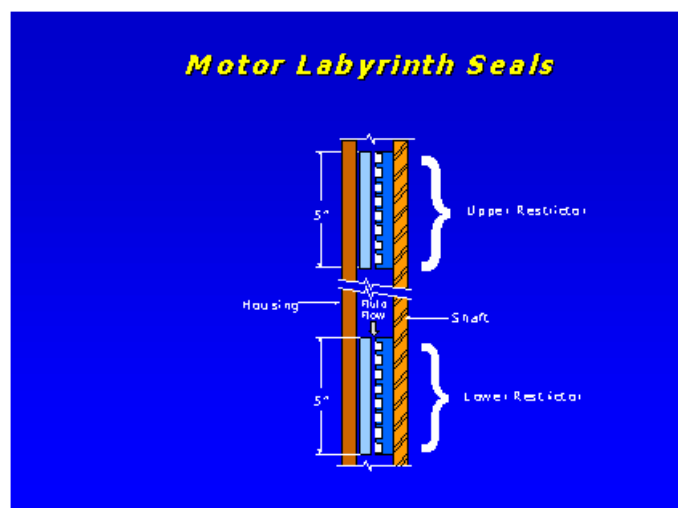 Motor Labyrinth Seals
5"
Upper Restrictor
Housing
Fluid
Flow
Shaft
5"
Lower Restrictor